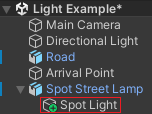 Light Example*
Main Camera
Directional Light
Road
Arrival Point
Spot Street Lamp
Spot Light